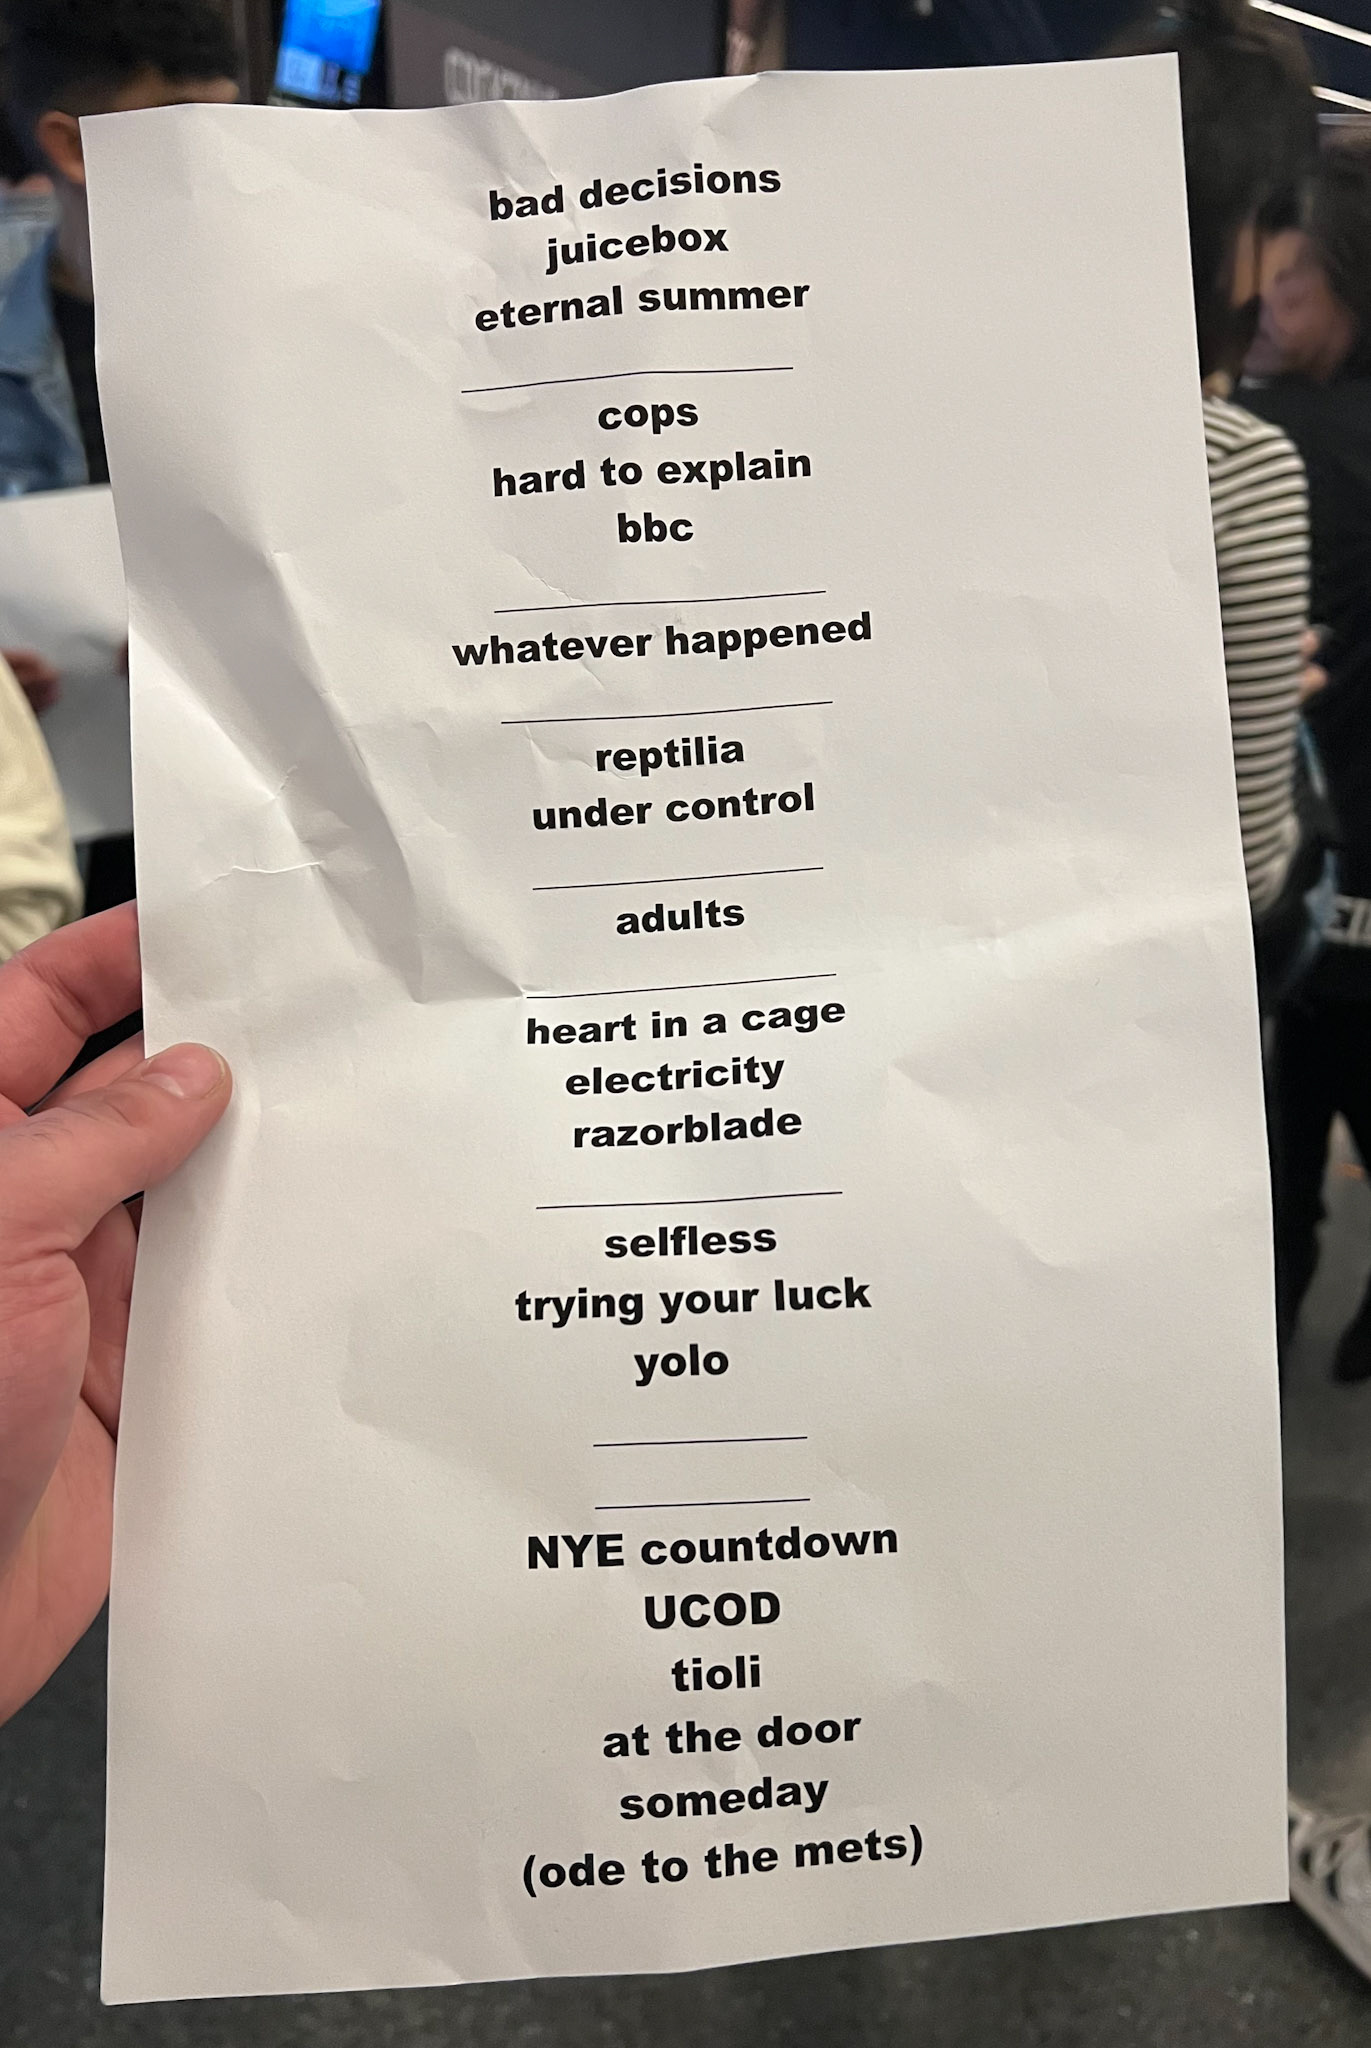 bad decisions
juicebox
eternal summer
cops
hard to explain
bbc
whatever happened
reptilia
under control
adults
heart in a cage
electricity
razorblade
selfless
trying your luck
yolo
NYE countdown
UCOD
tioli
at the door
someday
(ode to the mets)